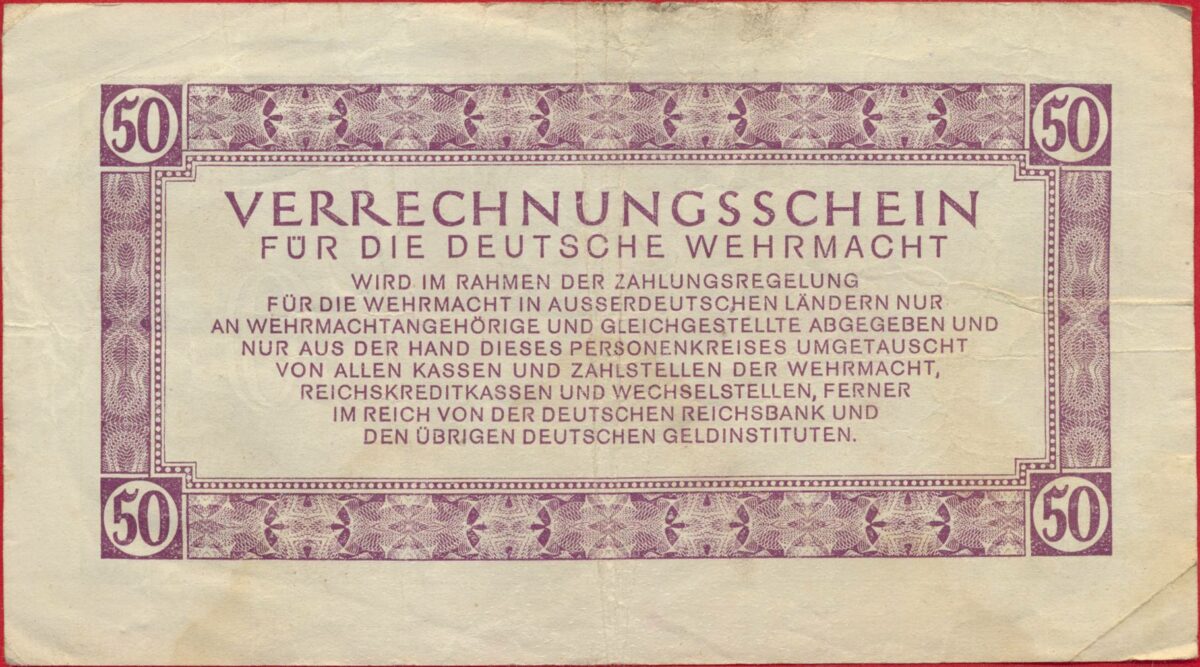 50 50
VERRECHNUNGSSCHEIN
FÜR DIE DEUTSCHE WEHRMACHT
WIRD IM RAHMEN DER ZAHLUNGSREGELUNG
FÜR DIE WEHRMACHT IN AUSSERDEUTSCHEN LÄNDERN NUR
AN WEHRMACHTANGEHÖRIGE UND GLEICHGESTELLTE ABGEGEBEN UND
NUR AUS DER HAND DIESES PERSONENKREISES UMGETAUSCHT
VON ALLEN KASSEN UND ZAHLSTELLEN DER WEHRMACHT,
REICHSKREDITKASSEN UND WECHSELSTELLEN, FERNER
IM REICH VON DER DEUTSCHEN REICHSBANK UND
DEN ÜBRIGEN DEUTSCHEN GELDINSTITUTEN.
50 50